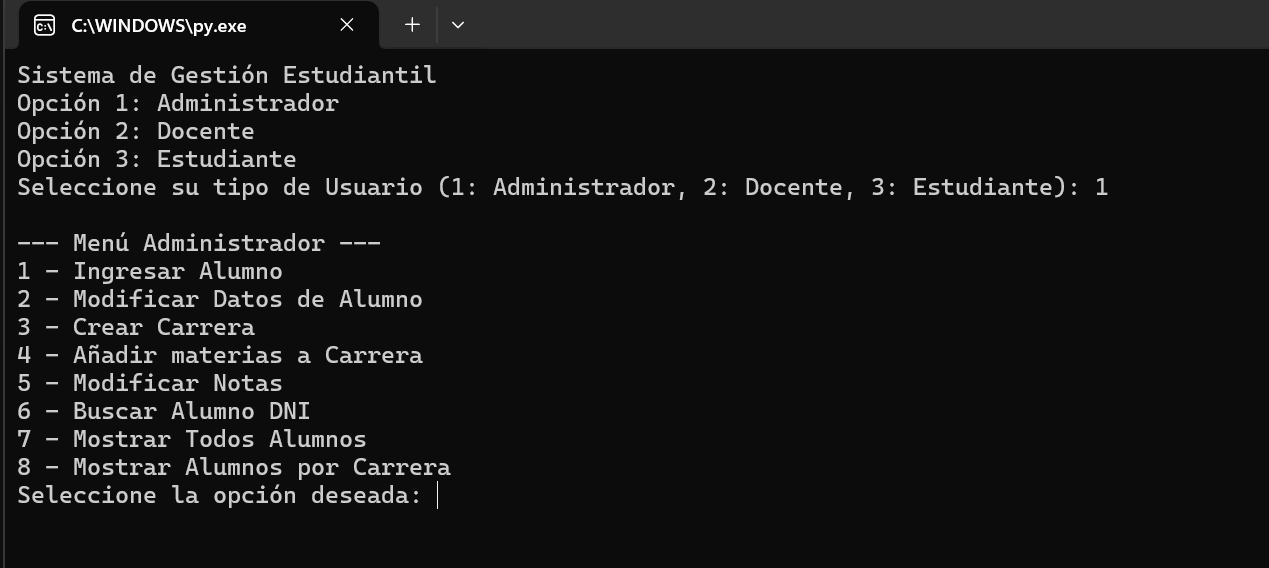 C:\WINDOWS\py.exe
Sistema de Gestión Estudiantil
Opción 1: Administrador
Opción 2: Docente
Opción 3: Estudiante
Seleccione su tipo de Usuario (1: Administrador, 2: Docente, 3: Estudiante): 1
--- Menú Administrador ---
1 - Ingresar Alumno
2 - Modificar Datos de Alumno
3 - Crear Carrera
4 - Añadir materias a Carrera
5 - Modificar Notas
6 - Buscar Alumno DNI
7 - Mostrar Todos Alumnos
8 - Mostrar Alumnos por Carrera
Seleccione la opción deseada: